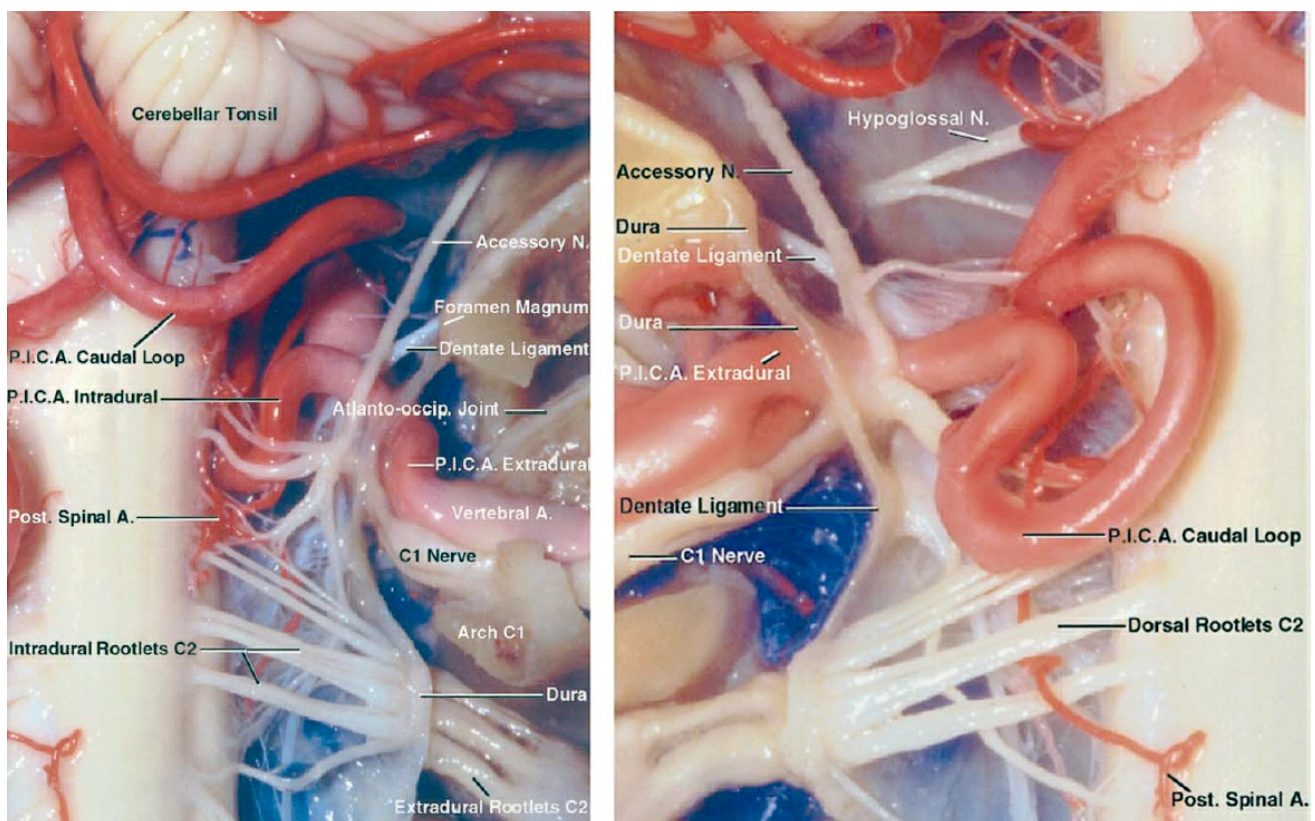 Cerebellar Tonsil
Accessory N.
Foramen Magnum
Dentate Ligament
P.I.C.A. Caudal Loop
P.I.C.A. Intradural
Atlanto-occip. Joint
P.I.C.A. Extradural
Post. Spinal A.
Vertebral A.
C1 Nerve
Arch C1
Intradural Rootlets C2
Dura
Extradural Rootlets C2
Hypoglossal N.
Accessory N.
Dura
Dentate Ligament
Dura
P.I.C.A. Extradural
Dentate Ligament
P.I.C.A. Caudal Loop
C1 Nerve
Dorsal Rootlets C2
Post. Spinal A.